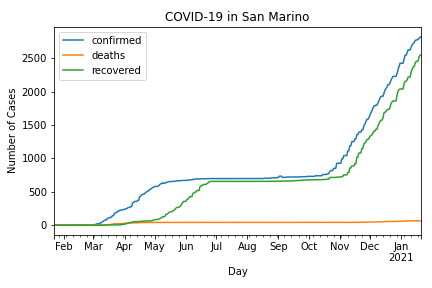 COVID-19 in San Marino
confirmed
deaths
recovered
Number of Cases
2500
2000
1500
1000
500
0
Feb Mar Apr May Jun Jul Aug Sep Oct Nov Dec Jan
2021
Day